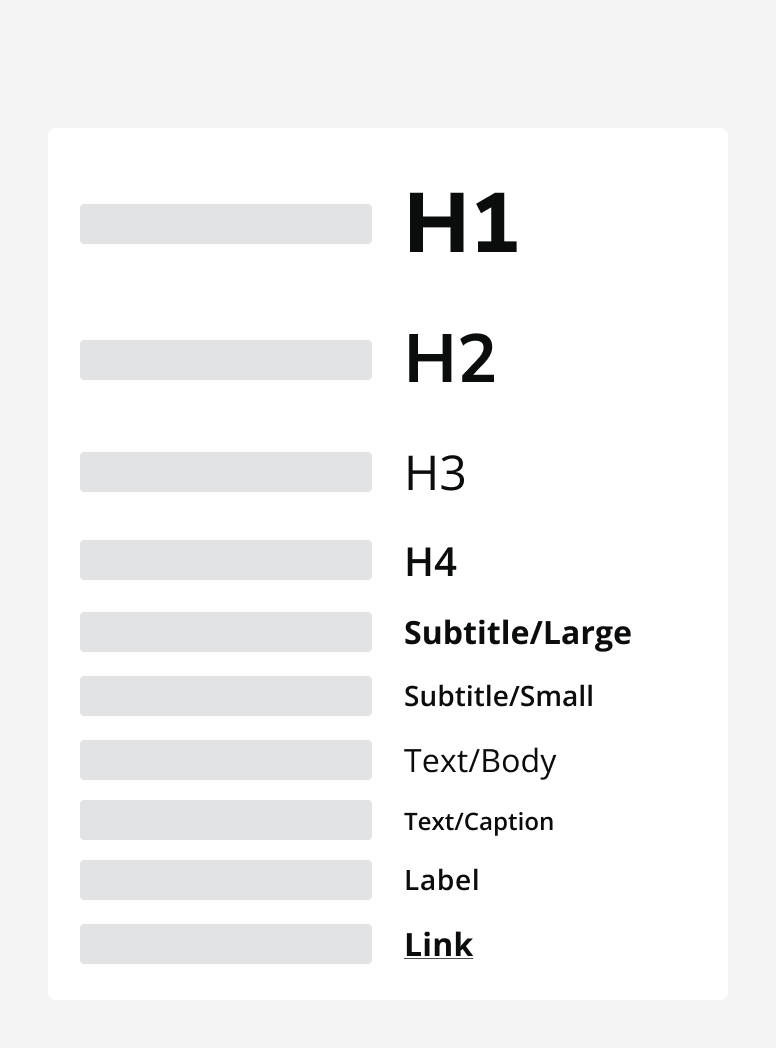 H1
H2
H3
H4
Subtitle/Large
Subtitle/Small
Text/Body
Text/Caption
Label
Link